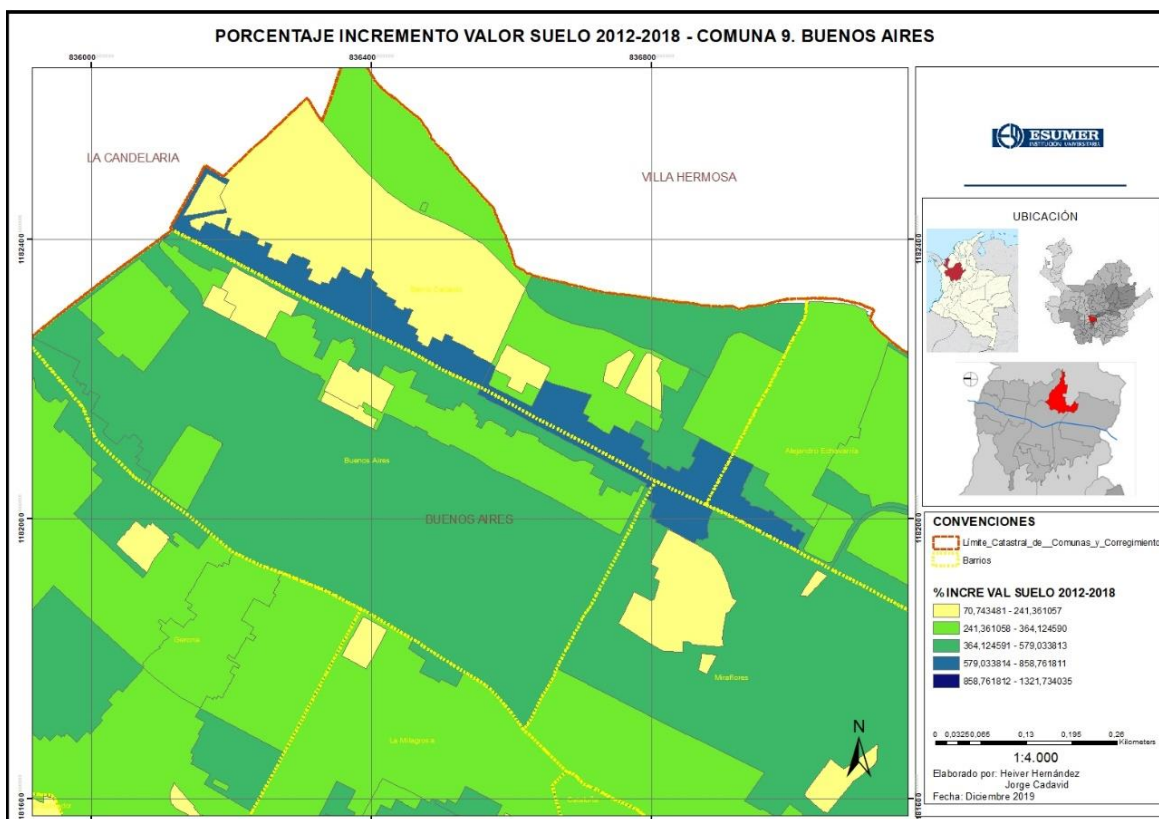 PORCENTAJE INCREMENTO VALOR SUELO 2012-2018 - COMUNA 9. BUENOS AIRES
836000
836400
836800
LA CANDELARIA
VILLA HERMOSA
1182400
1182400
Buenos Aires
Alejandro Echavarría
BUENOS AIRES
1182000
1182000
Gerona
Miraflores
La Milagrosa
N
ESUMER
INSTITUCIÓN UNIVERSITARIA
UBICACIÓN
CONVENCIONES
Límite_Catastral_de__Comunas_y_Corregimiento
Barrios
% INCRE VAL SUELO 2012-2018
70,743481 - 241,361057
241,361058 - 364,124590
364,124591 - 579,033813
579,033814 - 858,761811
858,761812 - 1321,734035
0 0,03250,065 0,13 0,195 0,26
Kilometers
1:4.000
Elaborado por: Heiver Hernández
Jorge Cadavid
Fecha: Diciembre 2019